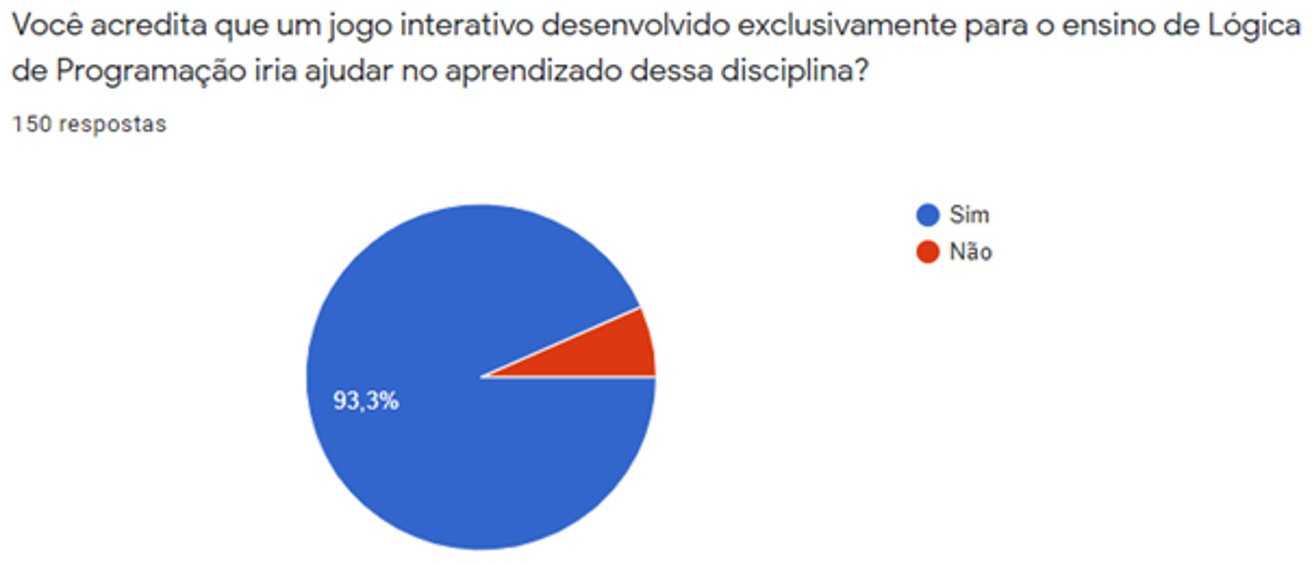 Você acredita que um jogo interativo desenvolvido exclusivamente para o ensino de Lógica
de Programação iria ajudar no aprendizado dessa disciplina?
150 respostas
Sim
Não
93,3%